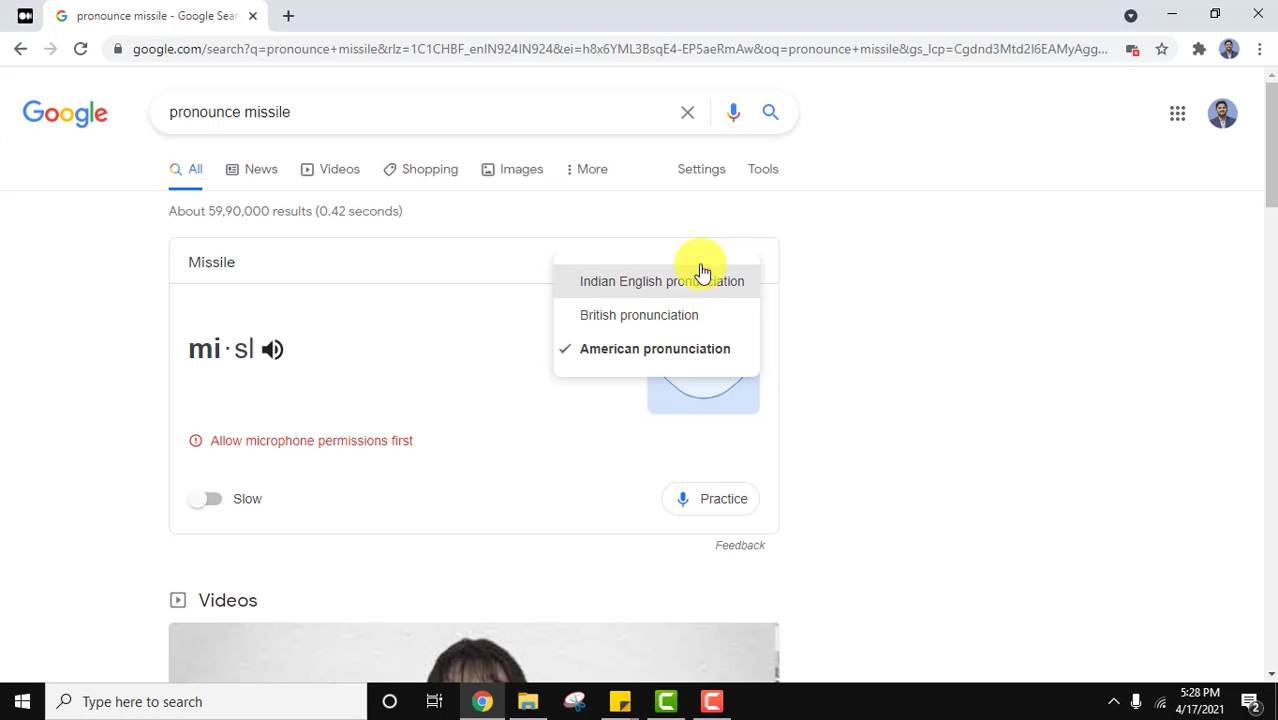 pronounce missile - Google Sear
google.com/search?q=pronounce+missile&rlz=1C1CHBF_enIN924IN924&ei=h8x6YML3BsqE4-EP5aeRmAw&oq=pronounce+missile&gs_lcp=Cgdnd3Mtd2l6EAMyAgg...
Google
pronounce missile
All
News
Videos
Shopping
Images
More
Settings
Tools
About 59,90,000 results (0.42 seconds)
Missile
Indian English pronunciation
British pronunciation
American pronunciation
mi · sl
Allow microphone permissions first
Slow
Practice
Feedback
Videos
Type here to search
5:28 PM
4/17/2021
2